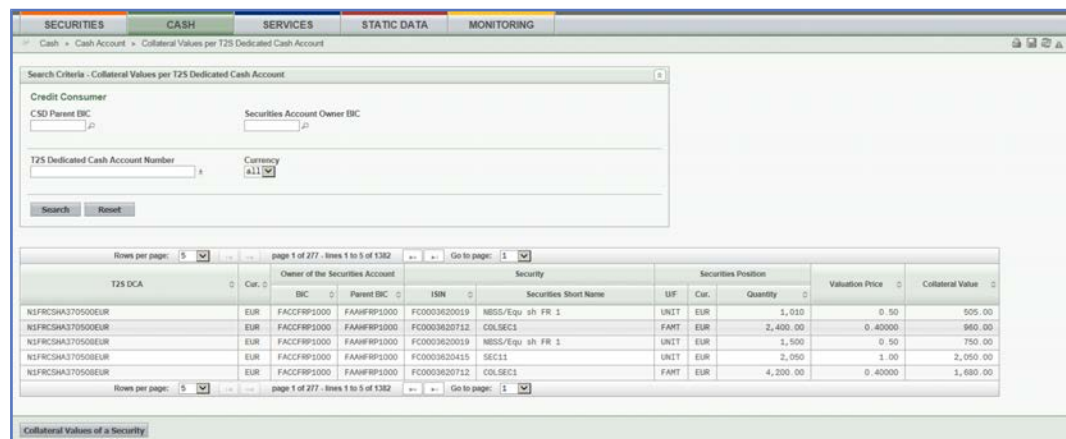 SECURITIES CASH SERVICES STATIC DATA MONITORING
Cash » Cash Account » Collateral Values per T2S Dedicated Cash Account
Search Criteria - Collateral Values per T2S Dedicated Cash Account
Credit Consumer
CSD Parent BIC Securities Account Owner BIC
T2S Dedicated Cash Account Number Currency
all
Search Reset
Rows per page: 5 page 1 of 277 - lines 1 to 5 of 1382 Go to page: 1
T2S DCA Cur. Owner of the Securities Account Security Securities Position Valuation Price Collateral Value
BIC Parent BIC ISIN Securities Short Name U/F Cur. Quantity
N1FRCSHA370500EUR EUR FACCFRP1000 FAAHFRP1000 FC0003620019 NBSS/Equ sh FR 1 UNIT EUR 1,010 0.50 505.00
N1FRCSHA370508EUR EUR FACCFRP1000 FAAHFRP1000 FC0003620712 COLSEC1 FAMT EUR 2,400.00 0.40000 960.00
N1FRCSHA370508EUR EUR FACCFRP1000 FAAHFRP1000 FC0003620019 NBSS/Equ sh FR 1 UNIT EUR 1,500 0.50 750.00
N1FRCSHA370508EUR EUR FACCFRP1000 FAAHFRP1000 FC0003620415 SEC11 UNIT EUR 2,050 1.00 2,050.00
N1FRCSHA370508EUR EUR FACCFRP1000 FAAHFRP1000 FC0003620712 COLSEC1 FAMT EUR 4,200.00 0.40000 1,680.00
Rows per page: 5 page 1 of 277 - lines 1 to 5 of 1382 Go to page: 1
Collateral Values of a Security